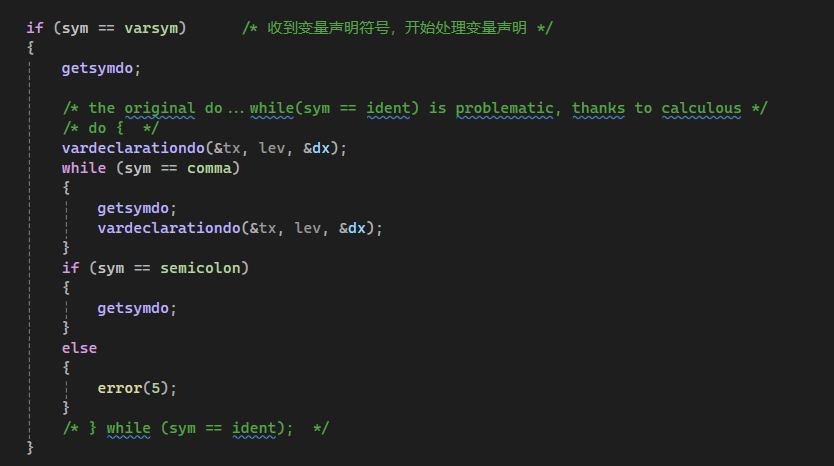 if (sym == varsym)      /* 收到变量声明符号，开始处理变量声明 */
{
    getsymdo;

    /* the original do...while(sym == ident) is problematic, thanks to calculous */
    /* do {  */
    vardeclarationdo(&tx, lev, &dx);
    while (sym == comma)
    {
        getsymdo;
        vardeclarationdo(&tx, lev, &dx);
    }
    if (sym == semicolon)
    {
        getsymdo;
    }
    else
    {
        error(5);
    }
    /* } while (sym == ident);  */
}